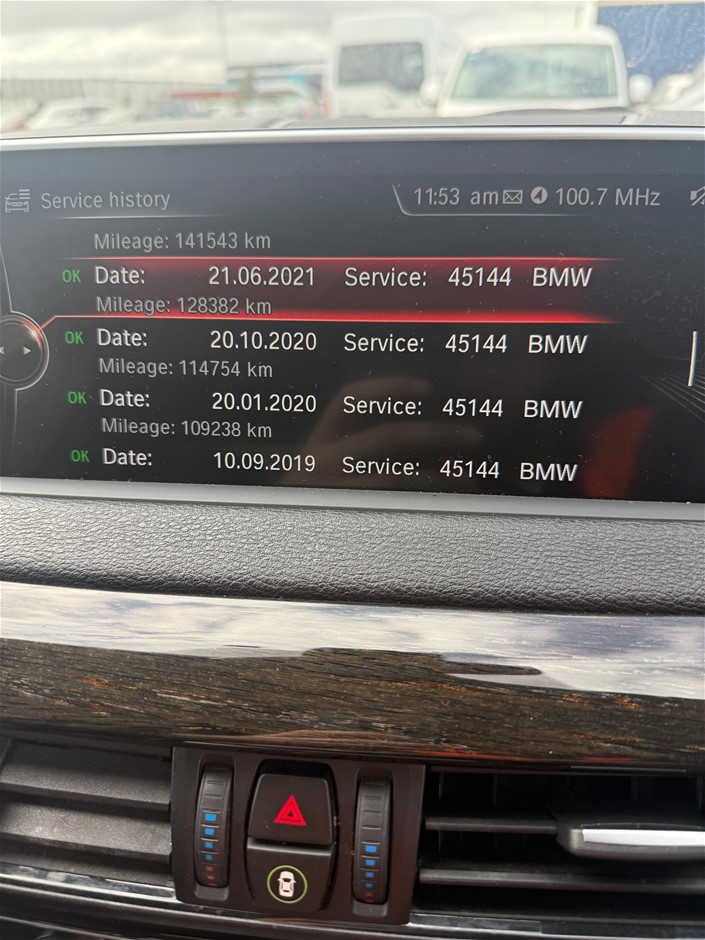 Service history 11:53 am 100.7 MHz
Mileage: 141543 km
OK Date: 21.06.2021 Service: 45144 BMW
Mileage: 128382 km
OK Date: 20.10.2020 Service: 45144 BMW
Mileage: 114754 km
OK Date: 20.01.2020 Service: 45144 BMW
Mileage: 109238 km
OK Date: 10.09.2019 Service: 45144 BMW